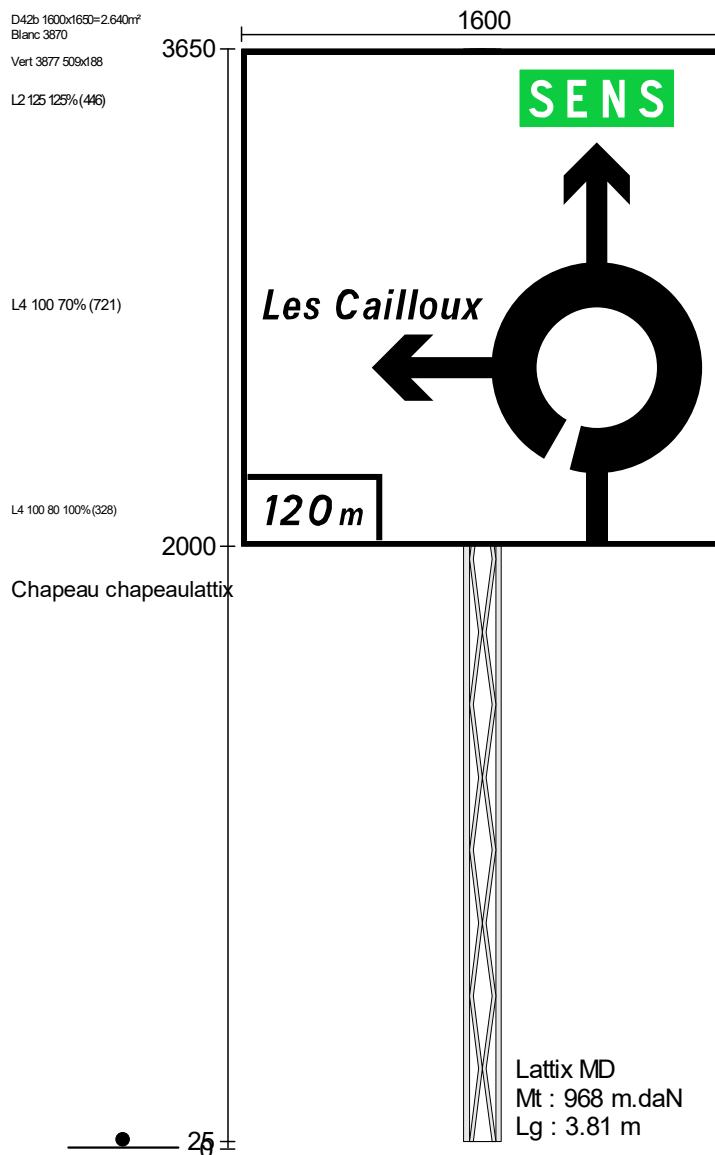 D42b 1600x1650=2.640m²
Blanc 3870
Vert 3877 509x188
L2 125 125% (446)
L4 100 70% (721)
L4 100 80 100% (328)
Chapeau chapeaulattix
1600
3650
SENS
Les Cailloux
120 m
2000
Lattix MD
Mt : 968 m.daN
Lg : 3.81 m
25
0